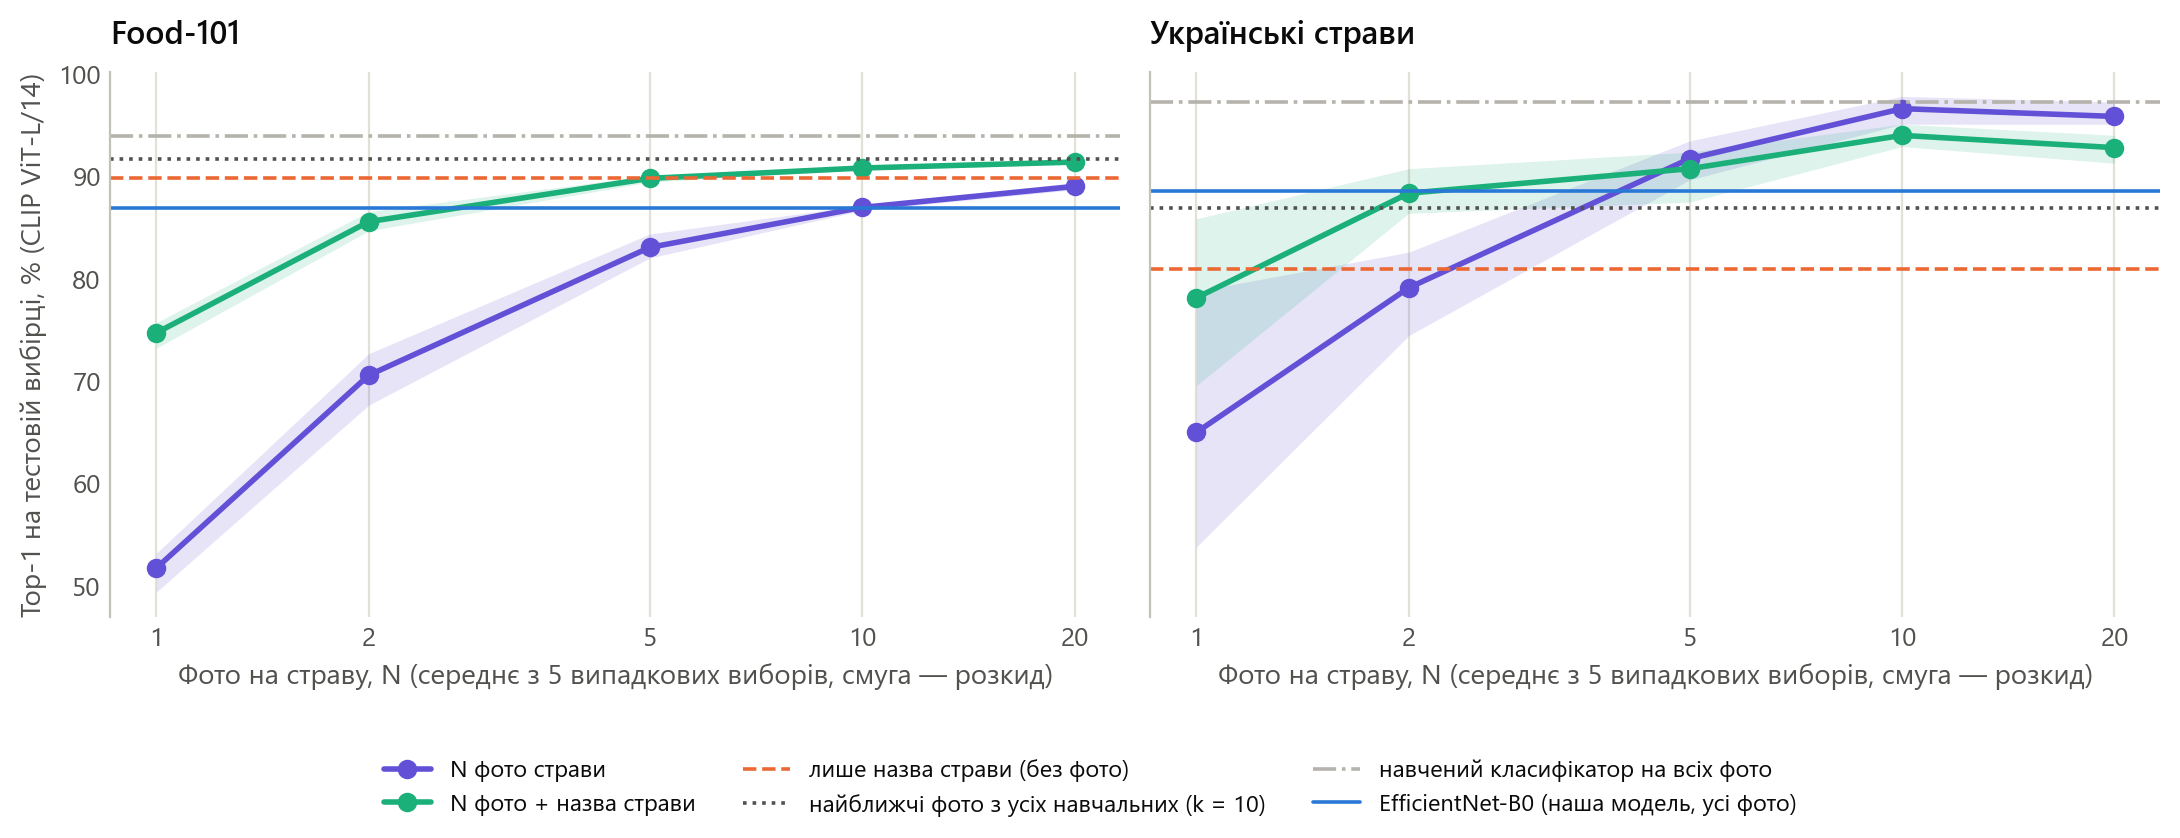 Food-101
Українські страви
Top-1 на тестовій вибірці, % (CLIP ViT-L/14)
100
90
80
70
60
50
1 2 5 10 20
1 2 5 10 20
Фото на страву, N (середнє з 5 випадкових виборів, смуга — розкид)
Фото на страву, N (середнє з 5 випадкових виборів, смуга — розкид)
N фото страви
N фото + назва страви
лише назва страви (без фото)
найближчі фото з усіх навчальних (k = 10)
навчений класифікатор на всіх фото
EfficientNet-B0 (наша модель, усі фото)